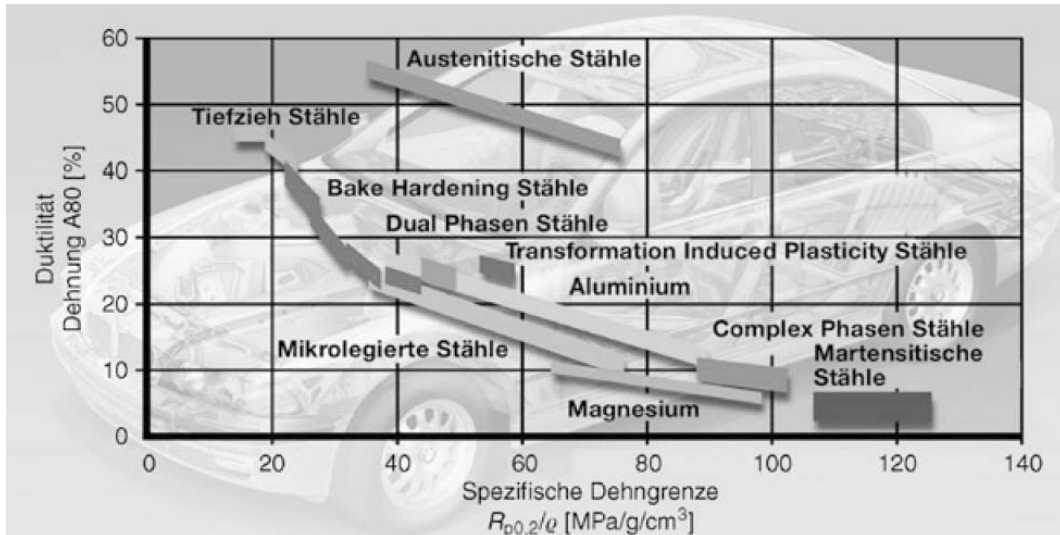 60
50
40
30
20
10
0
Duktilität
Dehnung A80 [%]
Austenitische Stähle
Tiefzieh Stähle
Bake Hardening Stähle
Dual Phasen Stähle
Transformation Induced Plasticity Stähle
Aluminium
Complex Phasen Stähle
Mikrolegierte Stähle
Martensitische
Stähle
Magnesium
0 20 40 60 80 100 120 140
Spezifische Dehngrenze
Rp0.2/ϱ [MPa/g/cm³]